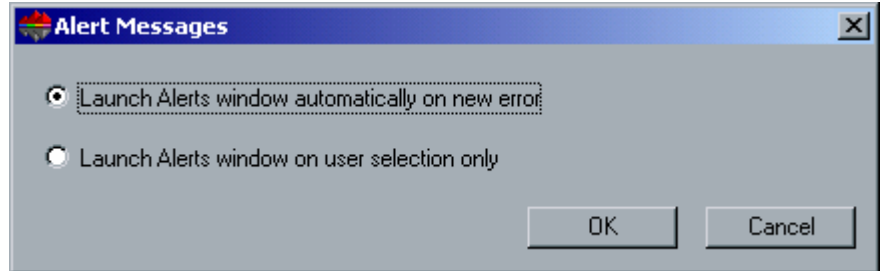 Alert Messages
Launch Alerts window automatically on new error
Launch Alerts window on user selection only
OK Cancel